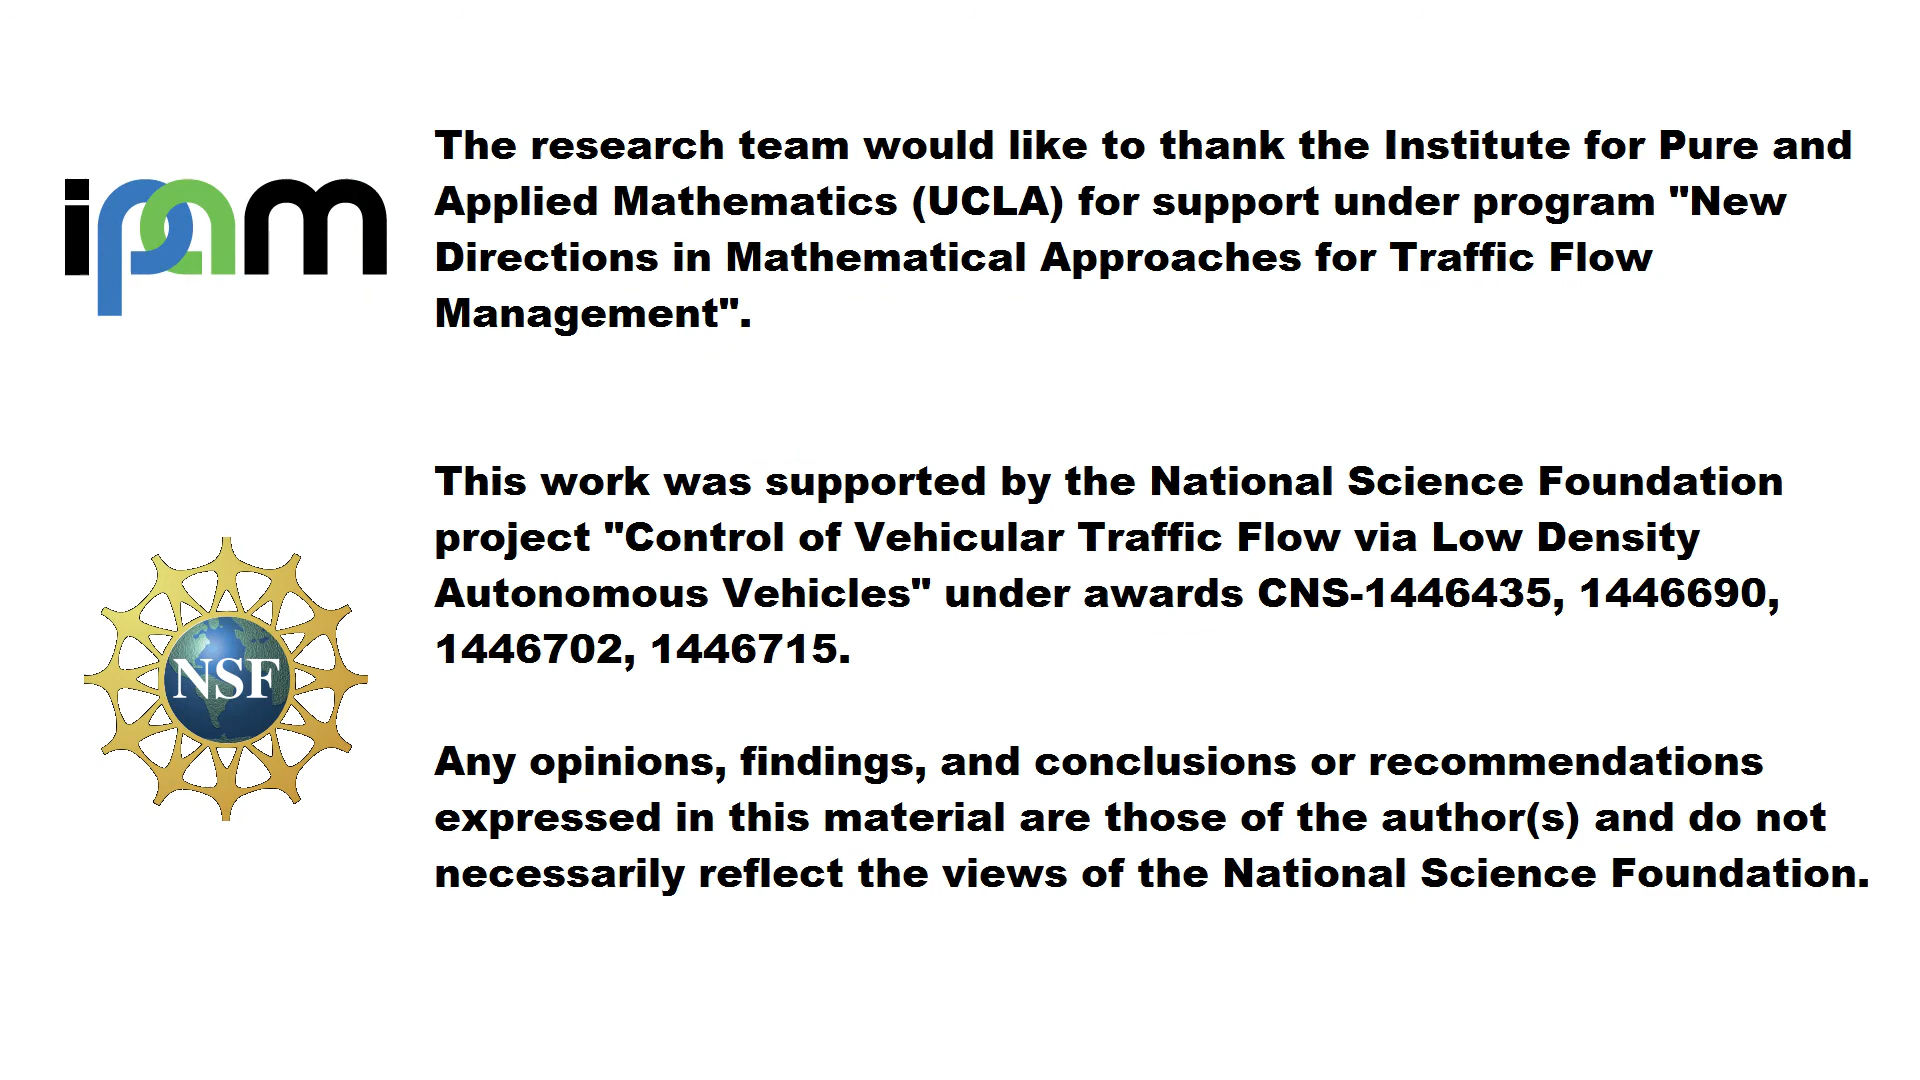 ipam
The research team would like to thank the Institute for Pure and
Applied Mathematics (UCLA) for support under program "New
Directions in Mathematical Approaches for Traffic Flow
Management".
This work was supported by the National Science Foundation
project "Control of Vehicular Traffic Flow via Low Density
Autonomous Vehicles" under awards CNS-1446435, 1446690,
1446702, 1446715.
NSF
Any opinions, findings, and conclusions or recommendations
expressed in this material are those of the author(s) and do not
necessarily reflect the views of the National Science Foundation.